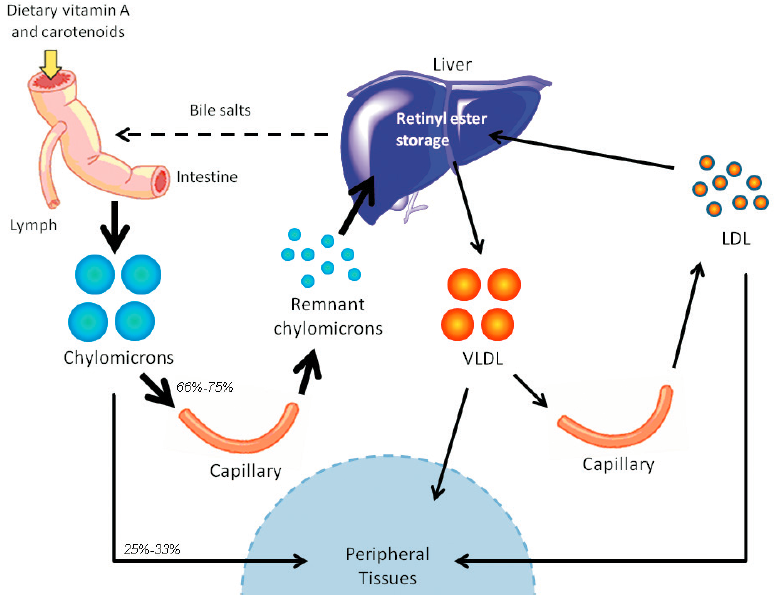 Dietary vitamin A
and carotenoids
Liver
Bile salts
Retinyl ester
storage
Intestine
Lymph
LDL
Remnant
chylomicrons
Chylomicrons
VLDL
66%-75%
Capillary
Capillary
25%-33%
Peripheral
Tissues